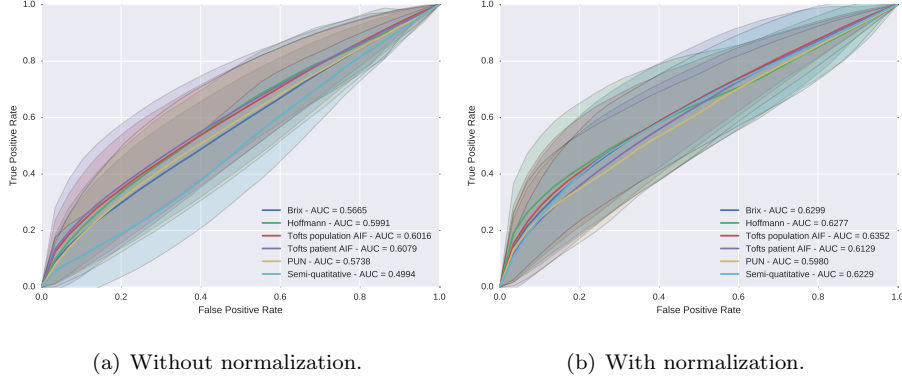 1.0
0.8
0.6
0.4
0.2
0.0
True Positive Rate
Brix - AUC = 0.5665
Hoffmann - AUC = 0.5991
Tofts population AIF - AUC = 0.6016
Tofts patient AIF - AUC = 0.6079
PUN - AUC = 0.5738
Semi-quatitative - AUC = 0.4994
0.0 0.2 0.4 0.6 0.8 1.0
False Positive Rate
(a) Without normalization.
1.0
0.8
0.6
0.4
0.2
0.0
True Positive Rate
Brix - AUC = 0.6299
Hoffmann - AUC = 0.6277
Tofts population AIF - AUC = 0.6352
Tofts patient AIF - AUC = 0.6129
PUN - AUC = 0.5980
Semi-quatitative - AUC = 0.6229
0.0 0.2 0.4 0.6 0.8 1.0
False Positive Rate
(b) With normalization.